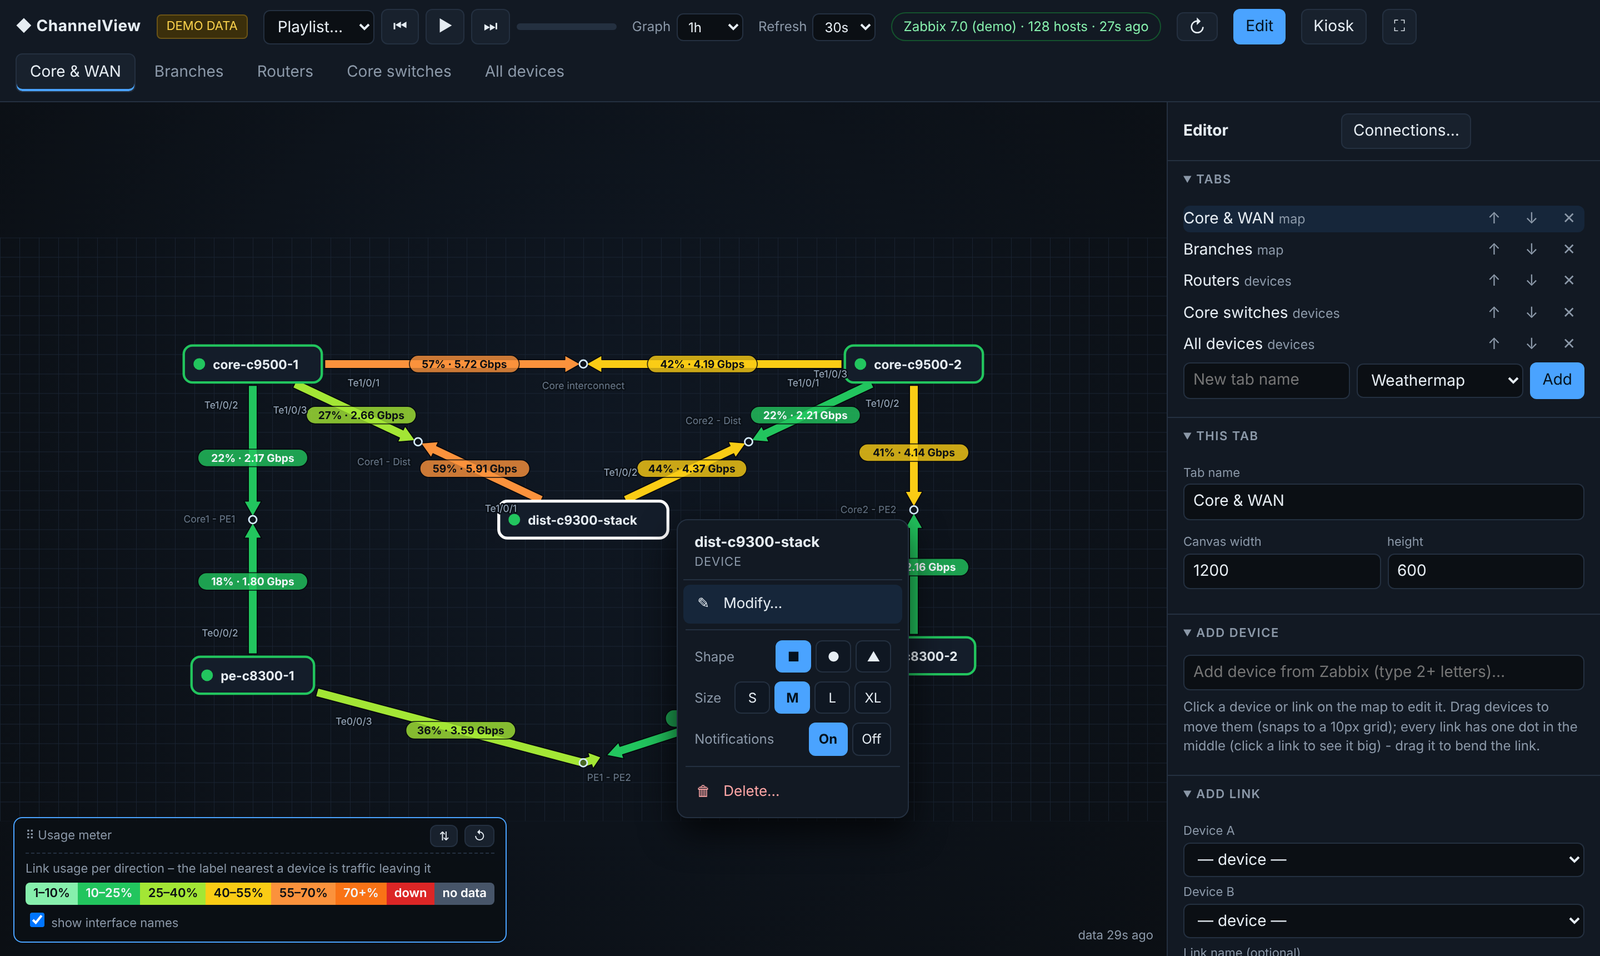 ChannelView
DEMO DATA
Playlist...
Graph
1h
Refresh
30s
Zabbix 7.0 (demo) · 128 hosts · 27s ago
Edit
Kiosk
Core & WAN
Branches
Routers
Core switches
All devices
core-c9500-1
57% · 5.72 Gbps
42% · 4.19 Gbps
Te1/0/3
core-c9500-2
Te1/0/1
Core interconnect
Te1/0/1
Te1/0/2
Te1/0/3
27% · 2.66 Gbps
Core2 - Dist
22% · 2.21 Gbps
Te1/0/2
22% · 2.17 Gbps
Core1 - Dist
59% · 5.91 Gbps
Te1/0/2
44% · 4.37 Gbps
41% · 4.14 Gbps
Te1/0/1
Core1 - PE1
dist-c9300-stack
Core2 - PE2
18% · 1.80 Gbps
2.16 Gbps
Te0/0/2
pe-c8300-1
c8300-2
Te0/0/3
36% · 3.59 Gbps
PE1 - PE2
dist-c9300-stack
DEVICE
Modify...
Shape
Size
S
M
L
XL
Notifications
On
Off
Delete...
Usage meter
Link usage per direction – the label nearest a device is traffic leaving it
1–10%
10–25%
25–40%
40–55%
55–70%
70+%
down
no data
show interface names
data 29s ago
Editor
Connections...
TABS
Core & WAN map
Branches map
Routers devices
Core switches devices
All devices devices
New tab name
Weathermap
Add
THIS TAB
Tab name
Core & WAN
Canvas width
height
1200
600
ADD DEVICE
Add device from Zabbix (type 2+ letters)...
Click a device or link on the map to edit it. Drag devices to
move them (snaps to a 10px grid); every link has one dot in the
middle (click a link to see it big) - drag it to bend the link.
ADD LINK
Device A
— device —
Device B
— device —
Link name (optional)